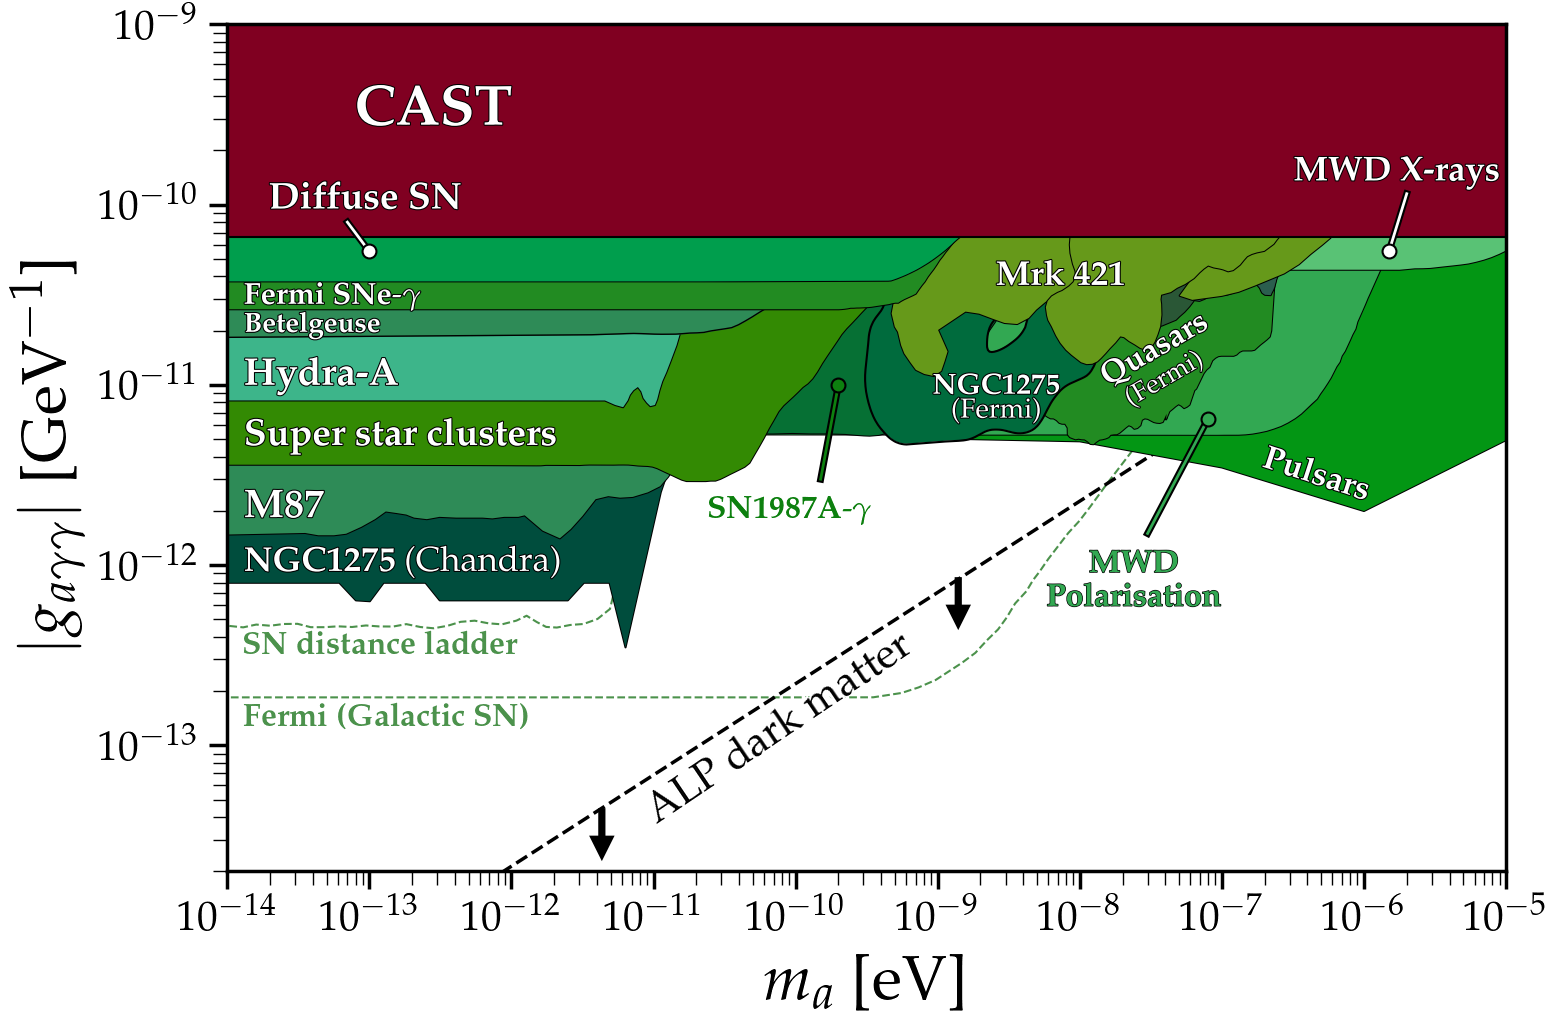 10⁻⁹
CAST
MWD X-rays
Diffuse SN
10⁻¹⁰
Mrk 421
Fermi SNe-γ
Betelgeuse
Quasars
(Fermi)
Hydra-A
10⁻¹¹
NGC1275
(Fermi)
Super star clusters
Pulsars
M87
SN1987A-γ
NGC1275 (Chandra)
10⁻¹²
MWD
Polarisation
SN distance ladder
Fermi (Galactic SN)
ALP dark matter
10⁻¹³
|gₐᵧᵧ| [GeV⁻¹]
10⁻¹⁴ 10⁻¹³ 10⁻¹² 10⁻¹¹ 10⁻¹⁰ 10⁻⁹ 10⁻⁸ 10⁻⁷ 10⁻⁶ 10⁻⁵
mₐ [eV]